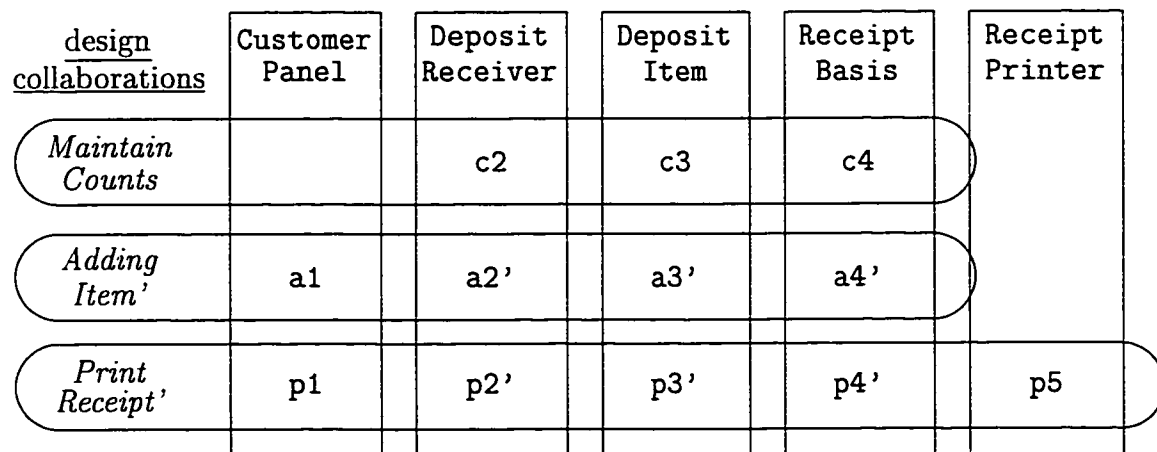 design
collaborations
Customer
Panel
Deposit
Receiver
Deposit
Item
Receipt
Basis
Receipt
Printer
Maintain
Counts
c2
c3
c4
Adding
Item'
a1
a2'
a3'
a4'
Print
Receipt'
p1
p2'
p3'
p4'
p5